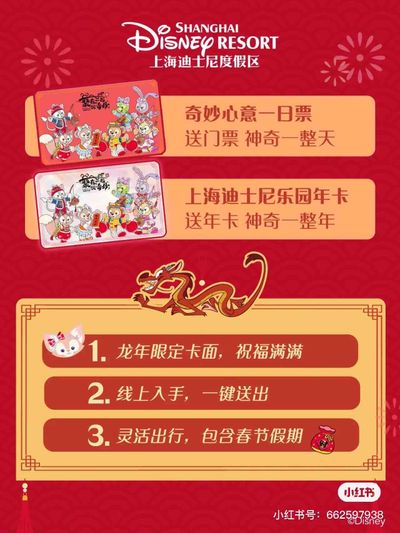 SHANGHAI
DISNEY RESORT
上海迪士尼度假区
奇妙心意一日票
送门票 神奇一整天
上海迪士尼乐园年卡
送年卡 神奇一整年
1. 龙年限定卡面，祝福满满
2. 线上入手，一键送出
3. 灵活出行，包含春节假期
小红书
小红书号：662597938
©Disney